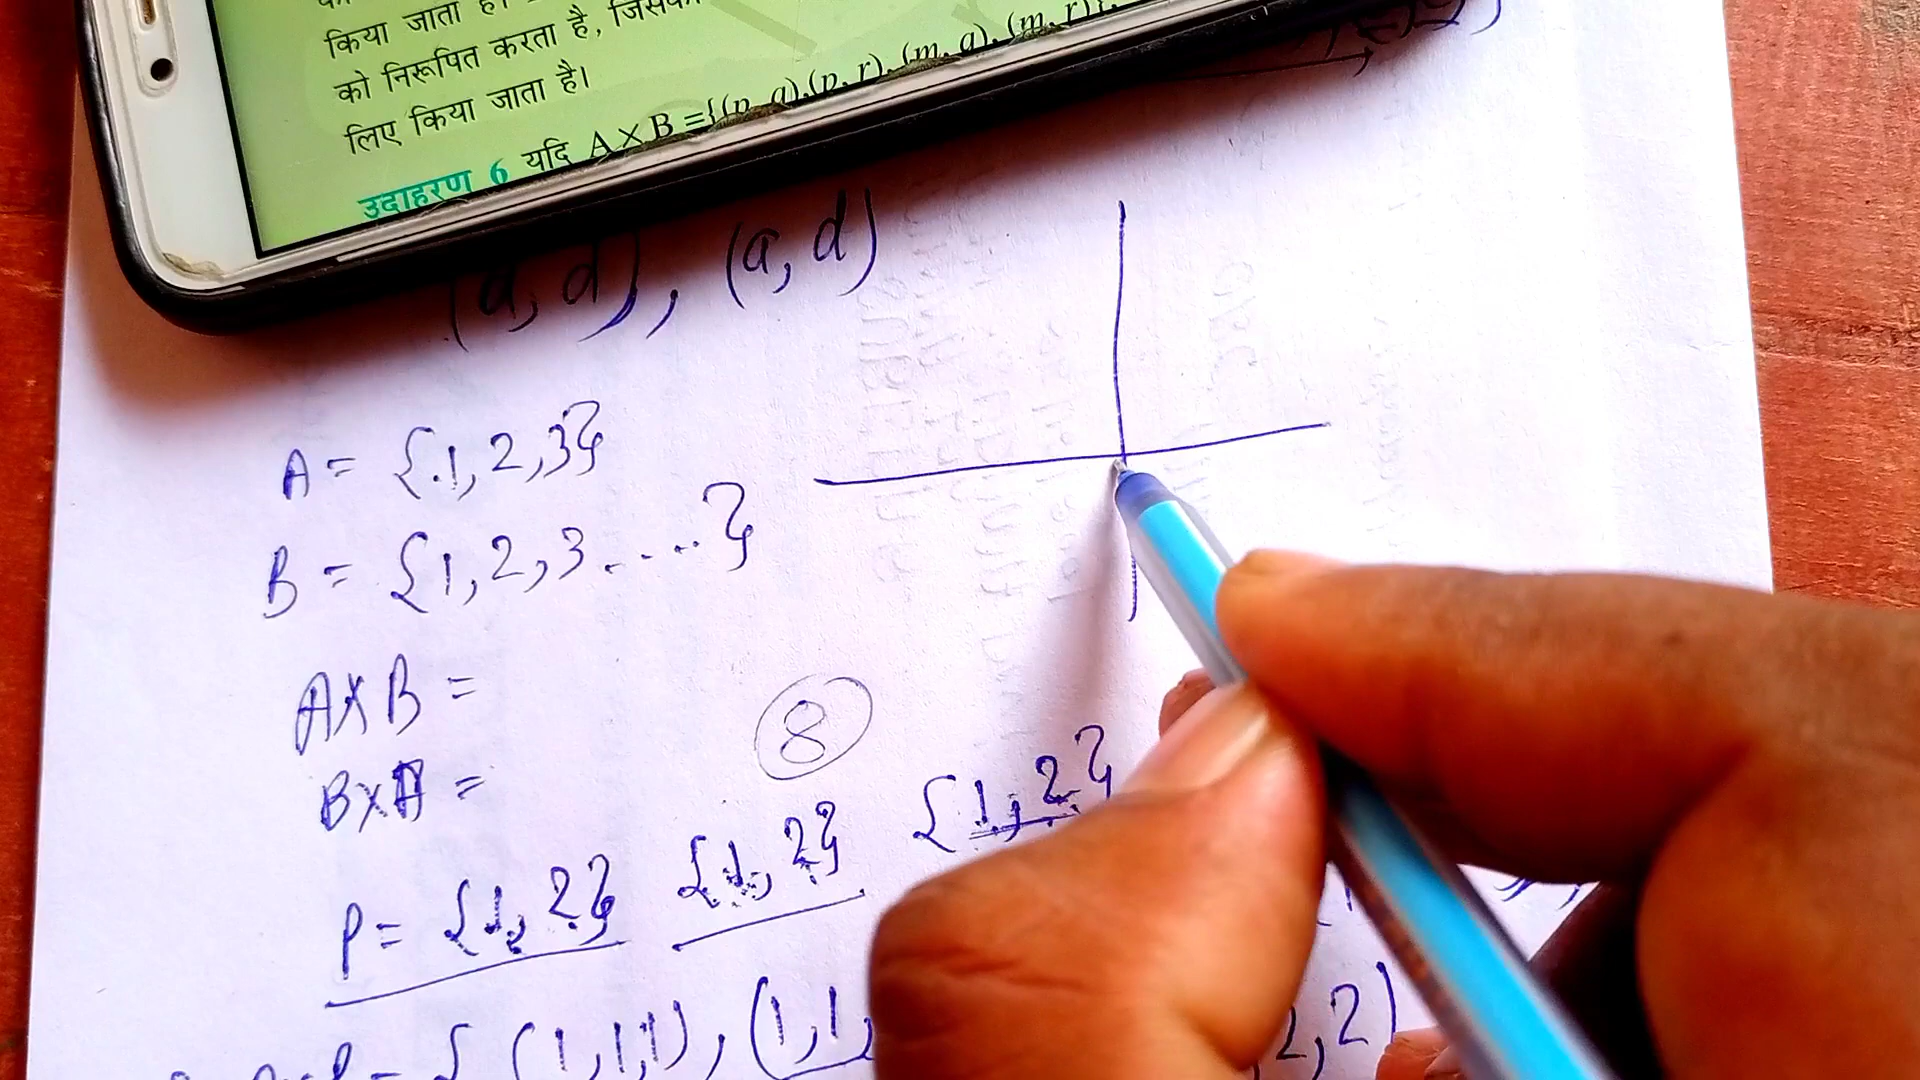 किया जाता है।
को निरूपित करता है, जिसका
लिए किया जाता है।
उदाहरण 6 यदि A × B ={(p, q),(p, r), (m, q), (m, r)},
(a, d), (a, d)
A = {1, 2, 3}
B = {1, 2, 3 ....}
A×B =
B×A =
8
P = {1, 2} {1, 2} {1, 2}
= { (1,1,1), (1,1, 2,2)